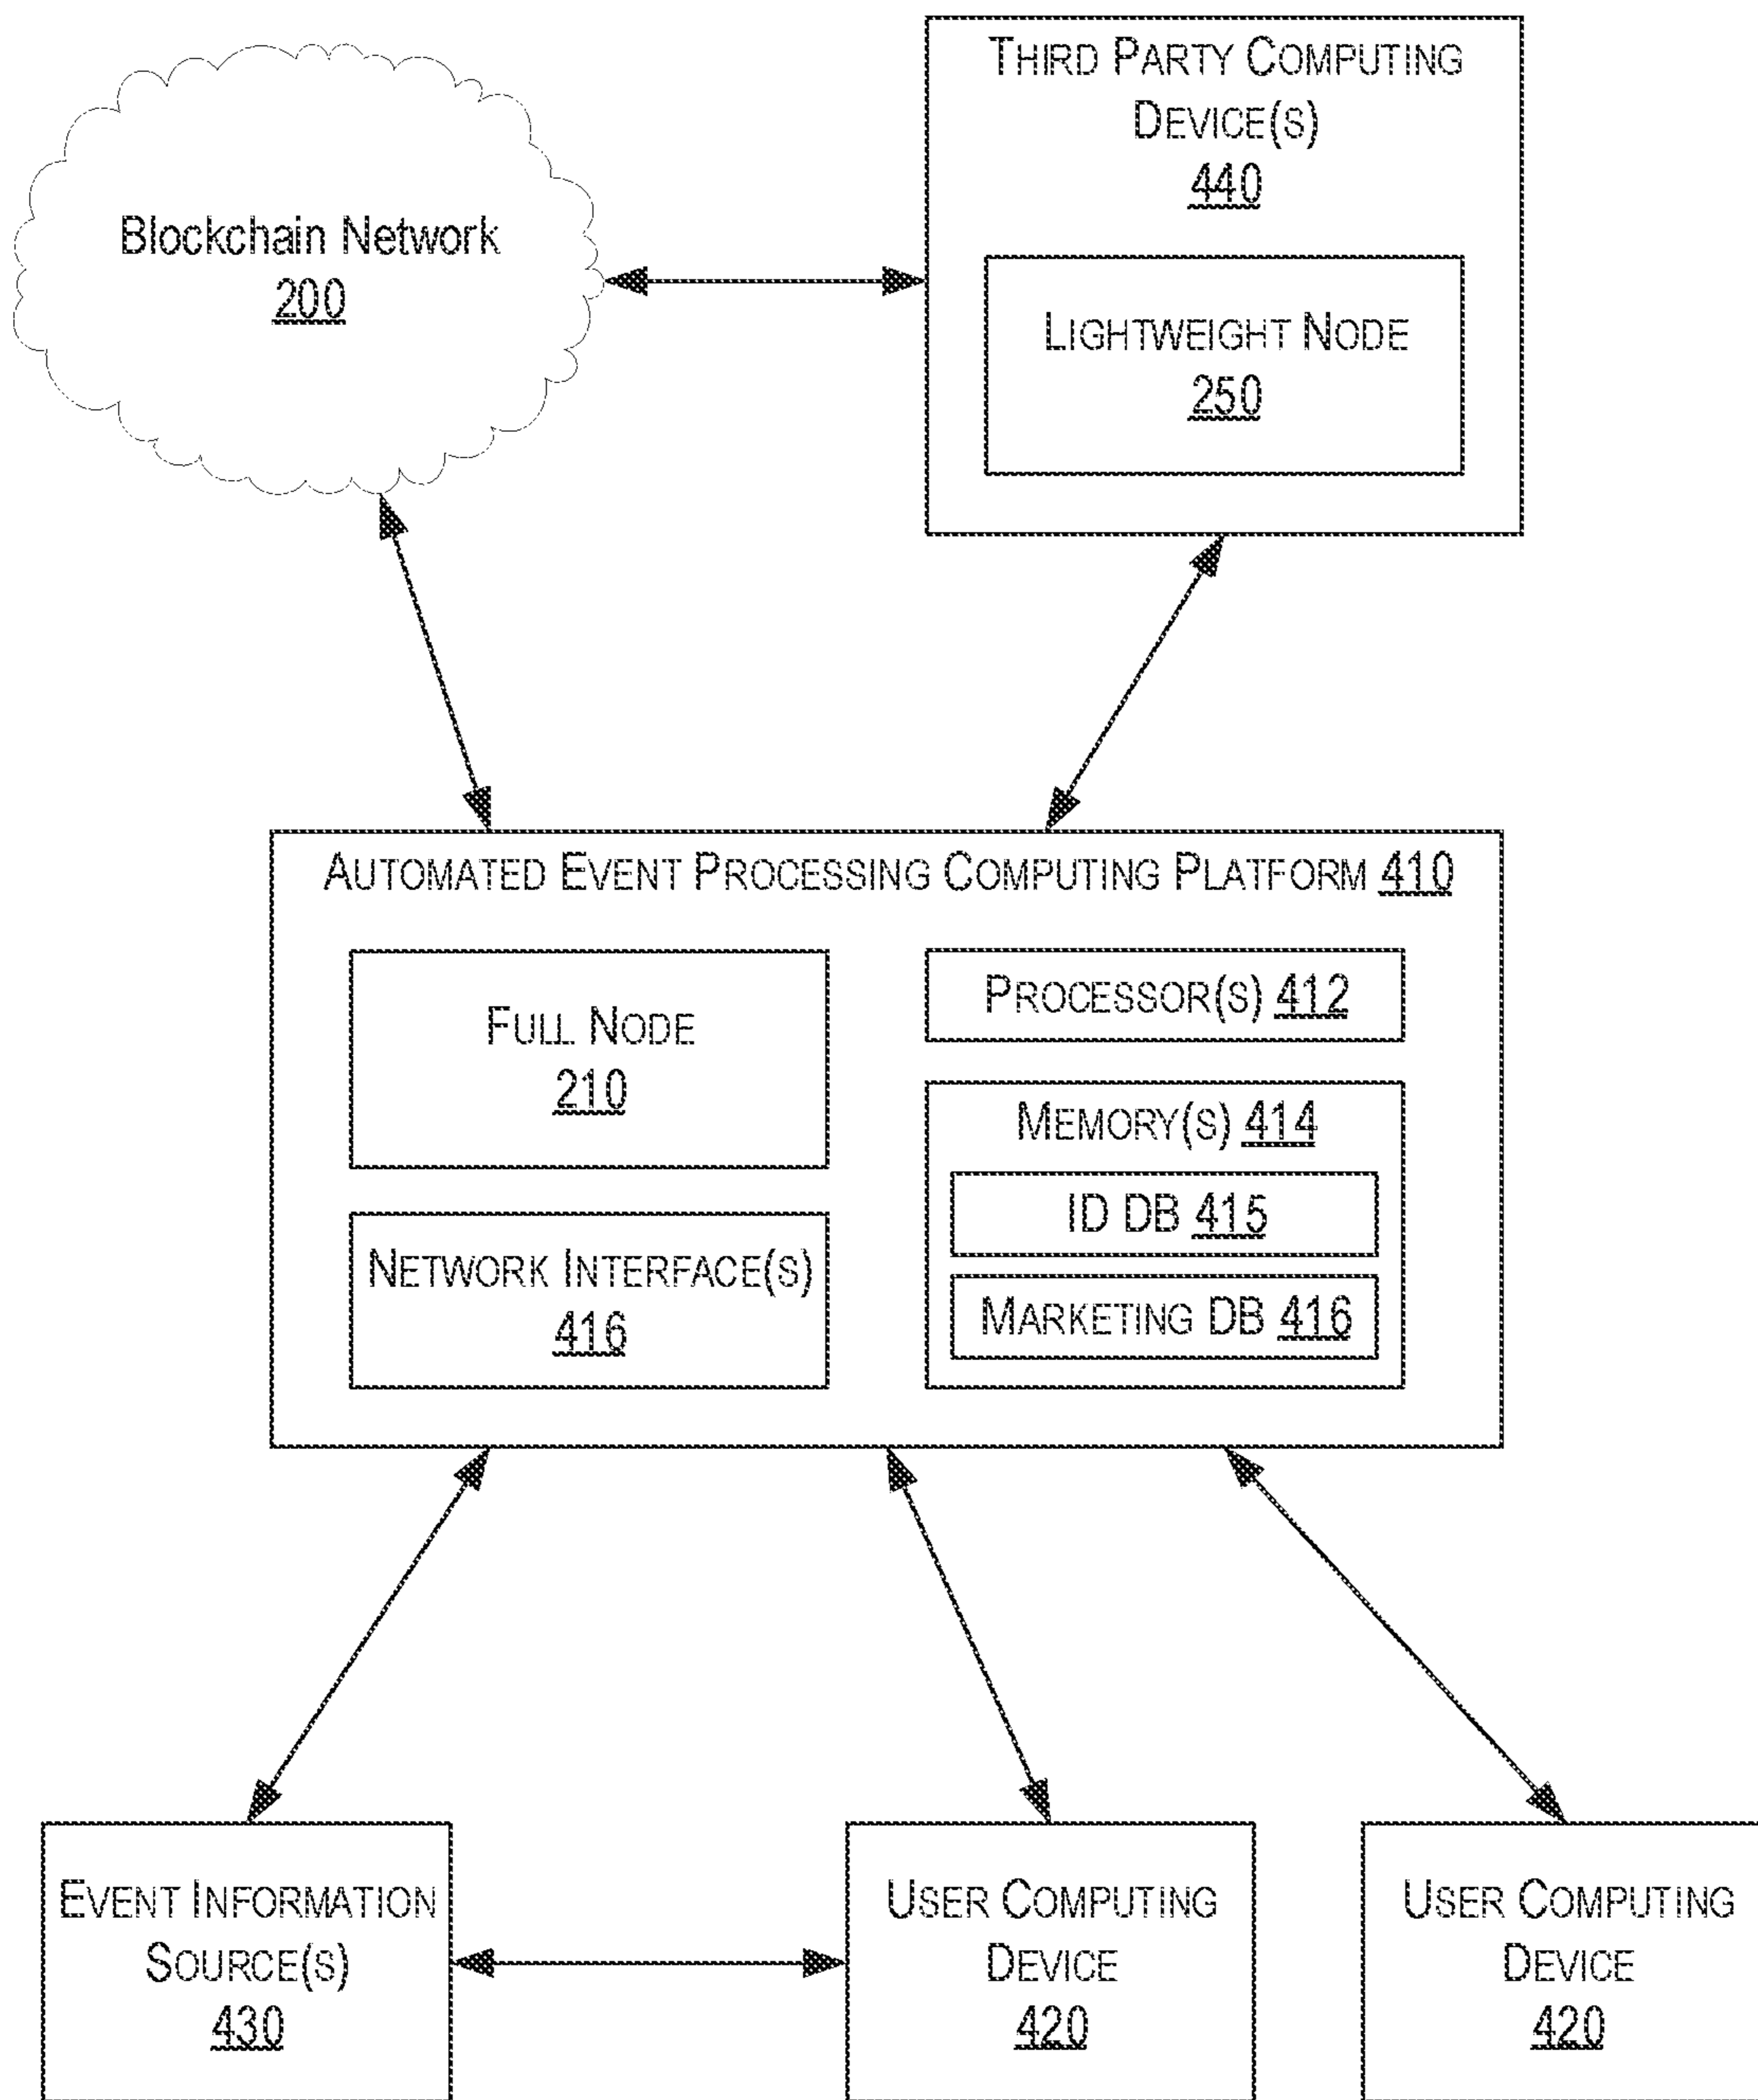 THIRD PARTY COMPUTING
DEVICE(S)
440
Blockchain Network
200
LIGHTWEIGHT NODE
250
AUTOMATED EVENT PROCESSING COMPUTING PLATFORM 410
FULL NODE
210
PROCESSOR(S) 412
MEMORY(S) 414
ID DB 415
MARKETING DB 416
NETWORK INTERFACE(S)
416
EVENT INFORMATION
SOURCE(S)
430
USER COMPUTING
DEVICE
420
USER COMPUTING
DEVICE
420